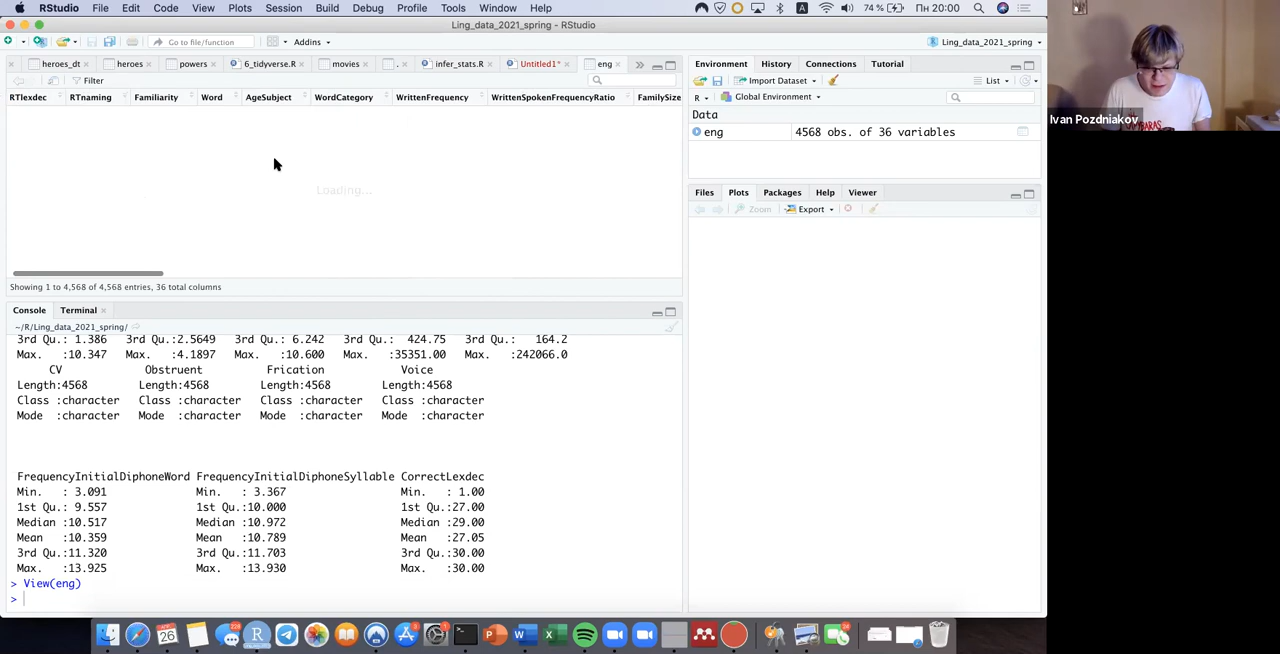 RStudio File Edit Code View Plots Session Build Debug Profile Tools Window Help 74 % Пн 20:00
Ling_data_2021_spring - RStudio
Go to file/function Addins Ling_data_2021_spring
heroes_dt heroes powers 6_tidyverse.R movies . infer_stats.R Untitled1* eng
Filter
RTlexdec RTnaming Familiarity Word AgeSubject WordCategory WrittenFrequency WrittenSpokenFrequencyRatio FamilySize
Loading...
Showing 1 to 4,568 of 4,568 entries, 36 total columns
Environment History Connections Tutorial
Import Dataset List
R Global Environment
Data
eng 4568 obs. of 36 variables
Files Plots Packages Help Viewer
Zoom Export
Console Terminal
~/R/Ling_data_2021_spring/
3rd Qu.: 1.386 3rd Qu.:2.5649 3rd Qu.: 6.242 3rd Qu.: 424.75 3rd Qu.: 164.2
Max. :10.347 Max. :4.1897 Max. :10.600 Max. :35351.00 Max. :242066.0
CV Obstruent Frication Voice
Length:4568 Length:4568 Length:4568 Length:4568
Class :character Class :character Class :character Class :character
Mode :character Mode :character Mode :character Mode :character
FrequencyInitialDiphoneWord FrequencyInitialDiphoneSyllable CorrectLexdec
Min. : 3.091 Min. : 3.367 Min. : 1.00
1st Qu.: 9.557 1st Qu.:10.000 1st Qu.:27.00
Median :10.517 Median :10.972 Median :29.00
Mean :10.359 Mean :10.789 Mean :27.05
3rd Qu.:11.320 3rd Qu.:11.703 3rd Qu.:30.00
Max. :13.925 Max. :13.930 Max. :30.00
> View(eng)
>
Ivan Pozdniakov